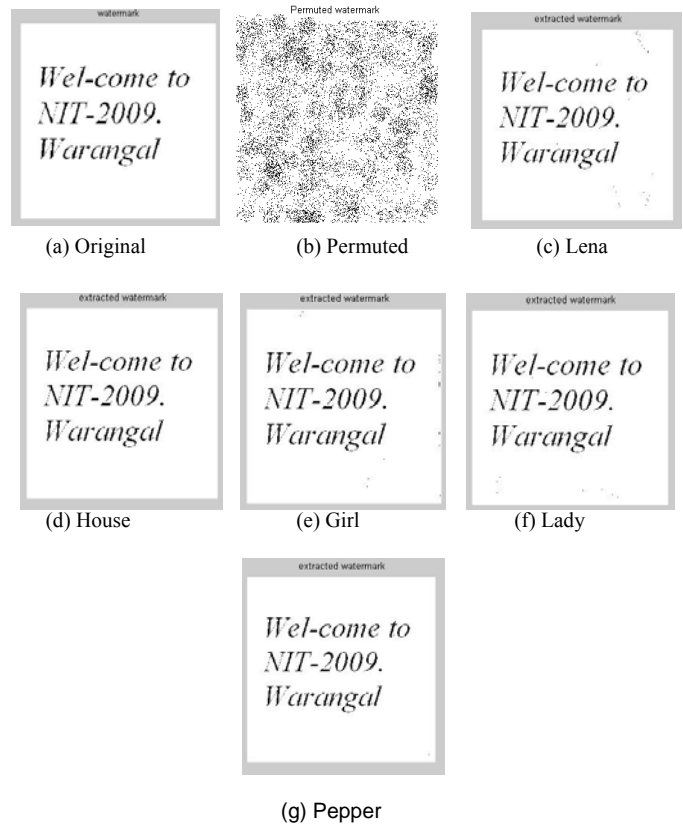 watermark
Permuted watermark
extracted watermark
Wel-come to
NIT-2009.
Warangal
Wel-come to
NIT-2009.
Warangal
(a) Original
(b) Permuted
(c) Lena
extracted watermark
extracted watermark
extracted watermark
Wel-come to
NIT-2009.
Warangal
Wel-come to
NIT-2009.
Warangal
Wel-come to
NIT-2009.
Warangal
(d) House
(e) Girl
(f) Lady
extracted watermark
Wel-come to
NIT-2009.
Warangal
(g) Pepper